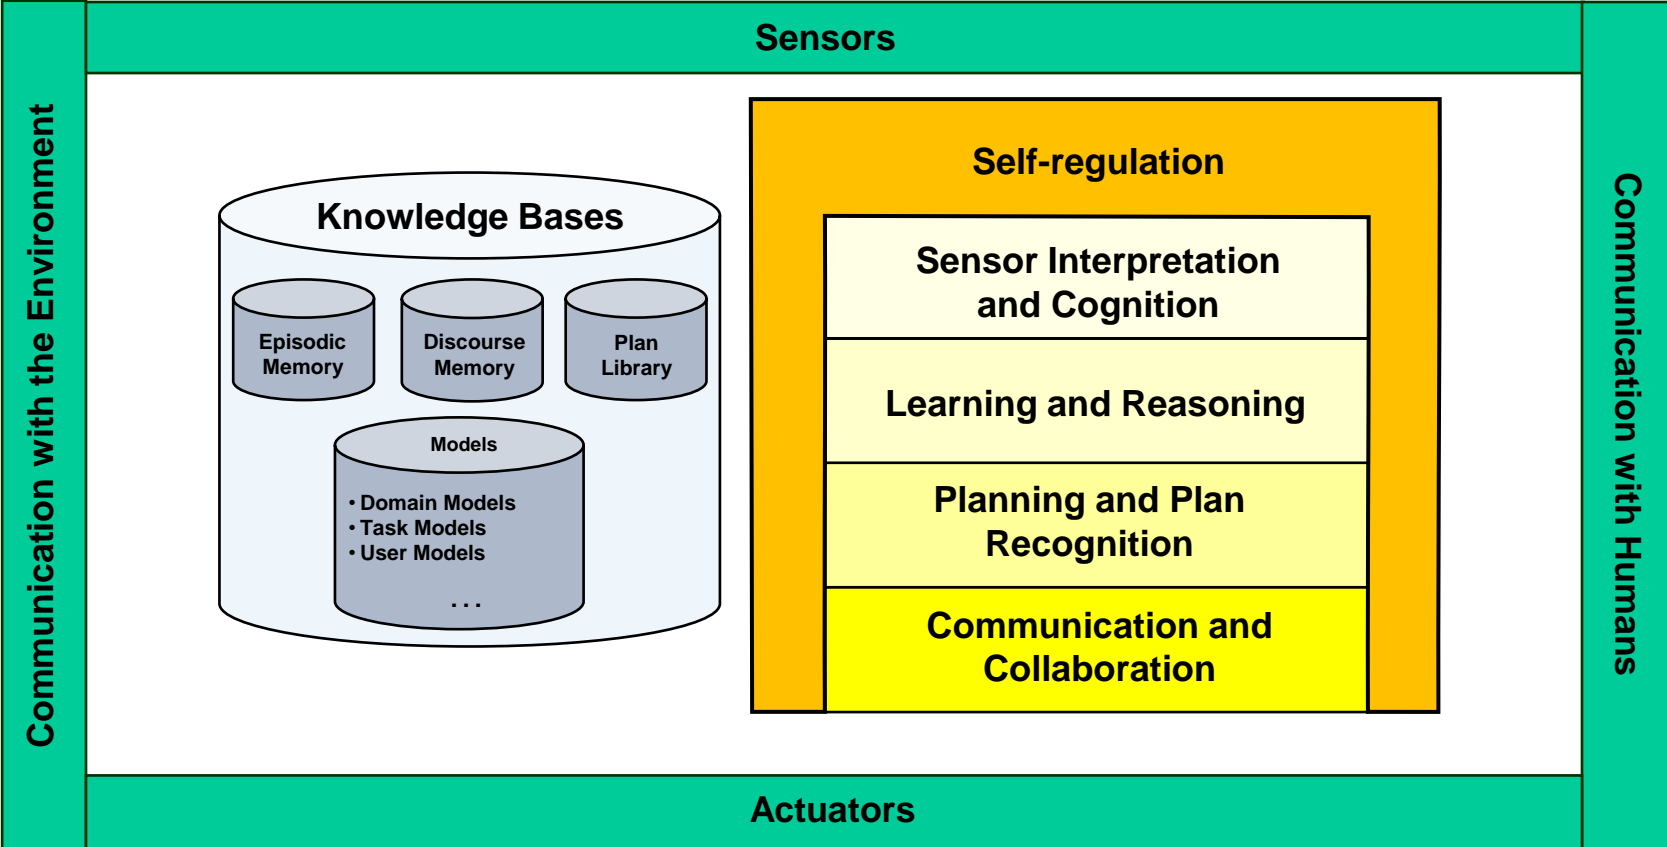 Sensors
Communication with the Environment
Knowledge Bases
Episodic
Memory
Discourse
Memory
Plan
Library
Models
• Domain Models
• Task Models
• User Models
...
Self-regulation
Sensor Interpretation
and Cognition
Learning and Reasoning
Planning and Plan
Recognition
Communication and
Collaboration
Communication with Humans
Actuators